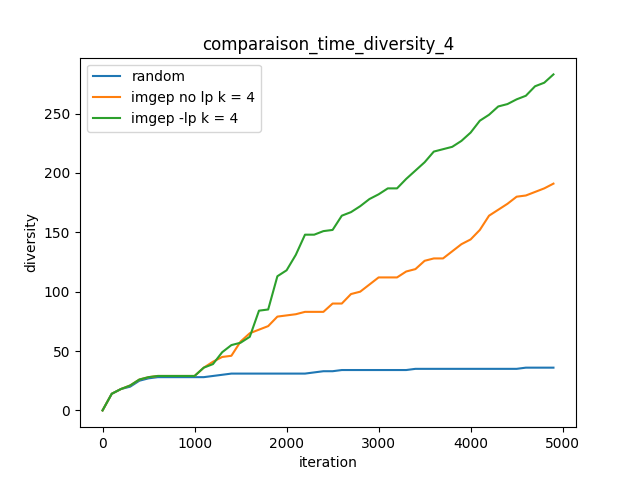 comparaison_time_diversity_4
random
imgep no lp k = 4
imgep -lp k = 4
diversity
250
200
150
100
50
0
0 1000 2000 3000 4000 5000
iteration